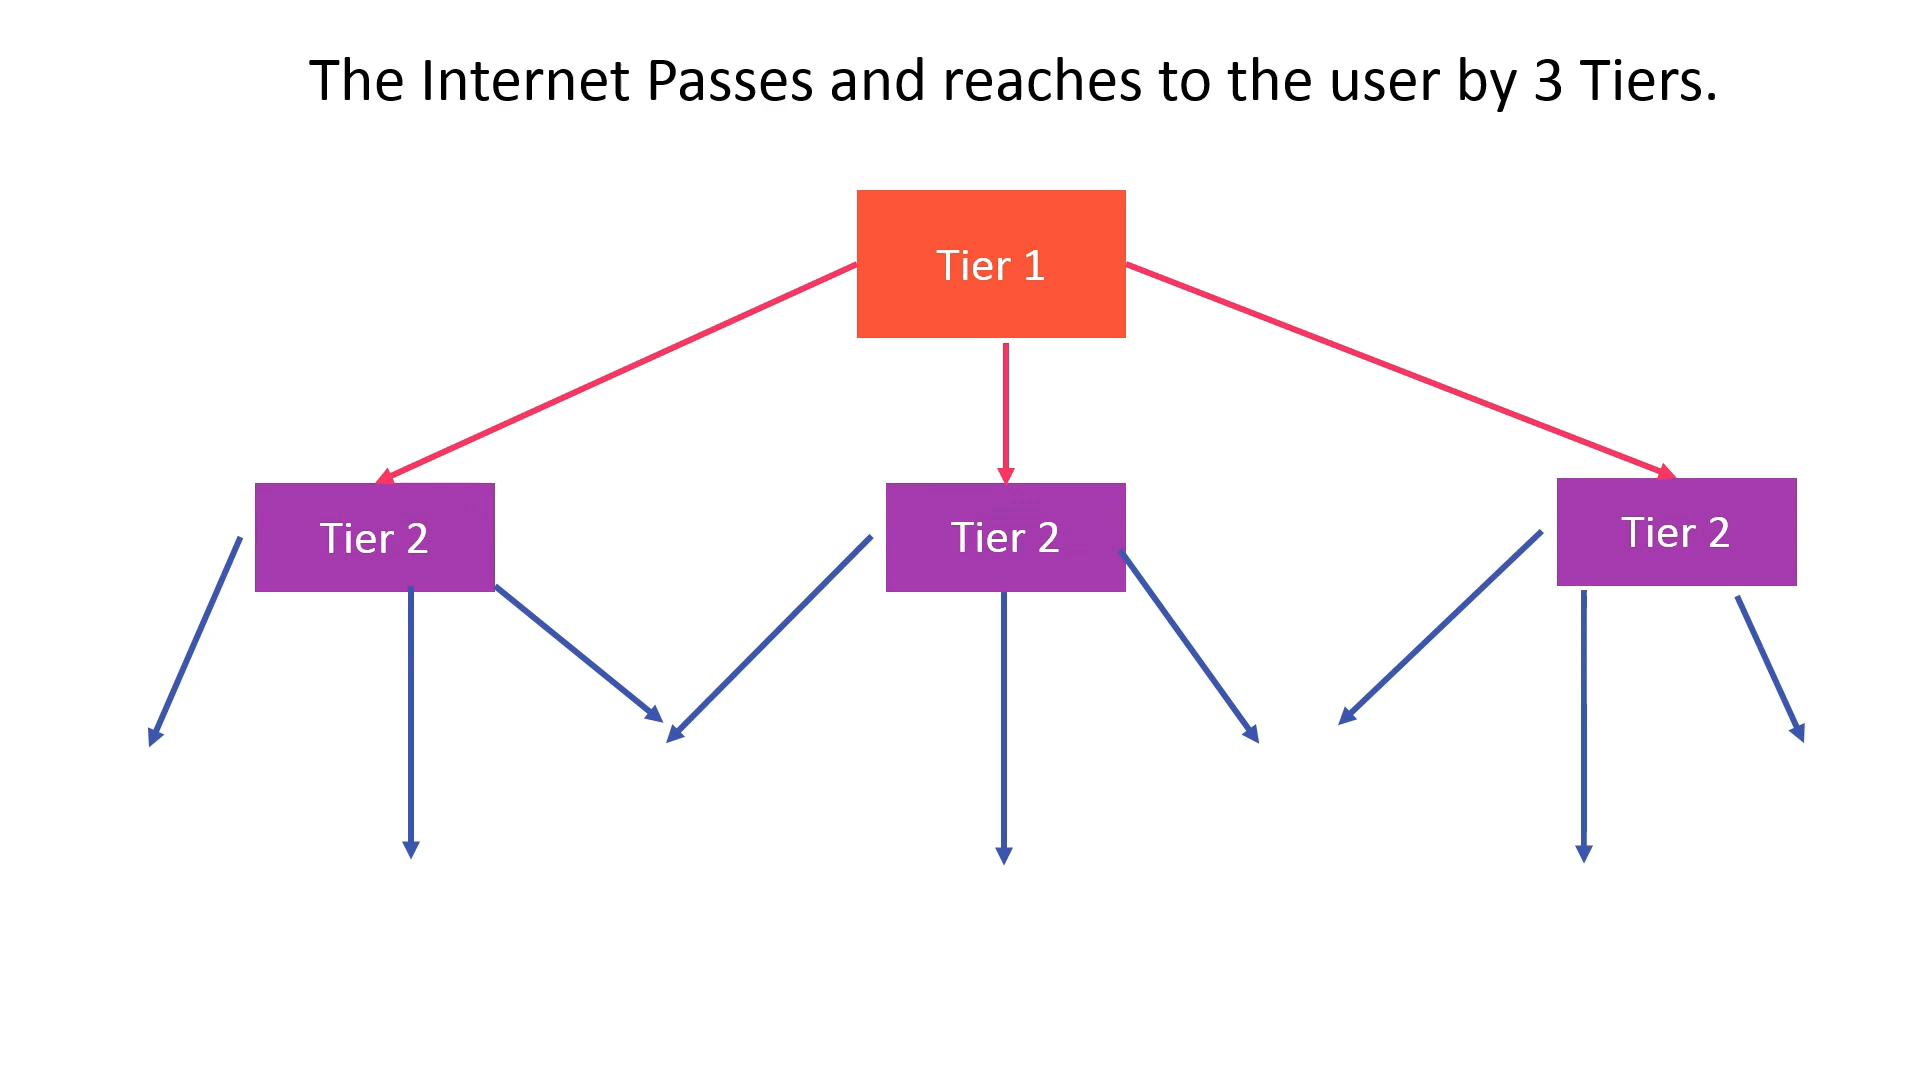 The Internet Passes and reaches to the user by 3 Tiers.
Tier 1
Tier 2
Tier 2
Tier 2